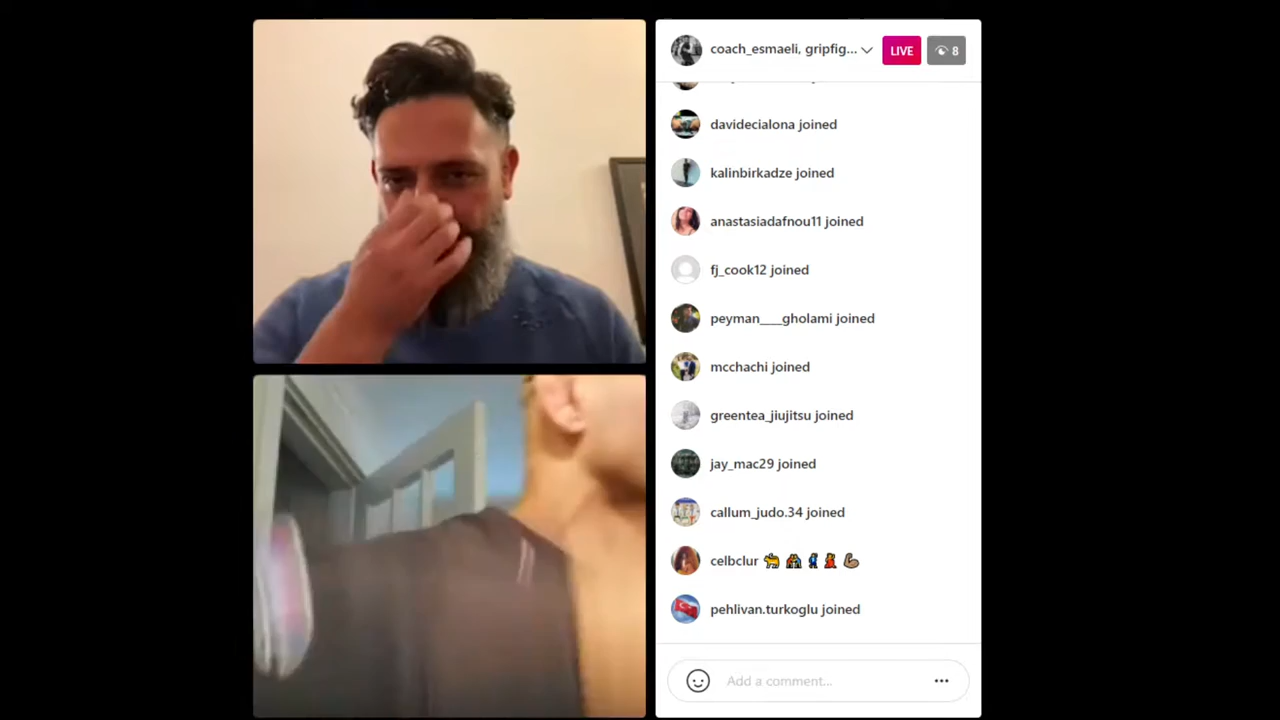 coach_esmaeli, gripfig...
LIVE
8
davidecialona joined
kalinbirkadze joined
anastasiadafnou11 joined
fj_cook12 joined
peyman___gholami joined
mcchachi joined
greentea_jiujitsu joined
jay_mac29 joined
callum_judo.34 joined
celbclur 🐈👫🕴💃💪🏽
pehlivan.turkoglu joined
Add a comment...